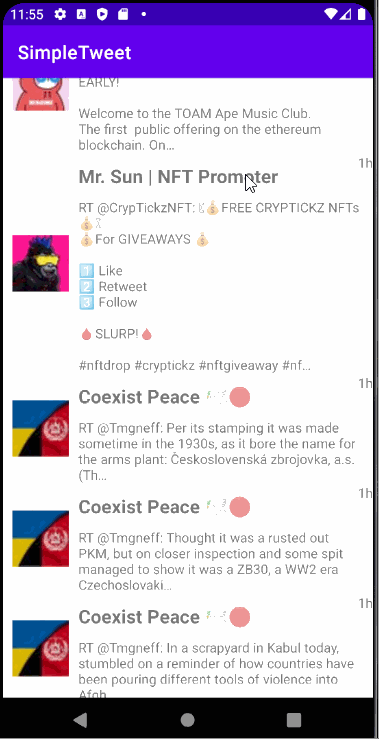 11:55
SimpleTweet
EARLY!
Welcome to the TOAM Ape Music Club.
The first public offering on the ethereum
blockchain. On…
1h
Mr. Sun | NFT Promoter
RT @CrypTickzNFT: 💰FREE CRYPTICKZ NFTs
💰
💰For GIVEAWAYS 💰
1️⃣ Like
2️⃣ Retweet
3️⃣ Follow
🩸SLURP!🩸
#nftdrop #cryptickz #nftgiveaway #nf…
1h
Coexist Peace
RT @Tmgneff: Per its stamping it was made
sometime in the 1930s, as it bore the name for
the arms plant: Československá zbrojovka, a.s.
(Th…
1h
Coexist Peace
RT @Tmgneff: Thought it was a rusted out
PKM, but on closer inspection and some spit
managed to show it was a ZB30, a WW2 era
Czechoslovaki…
1h
Coexist Peace
RT @Tmgneff: In a scrapyard in Kabul today,
stumbled on a reminder of how countries have
been pouring different tools of violence into
Afgh